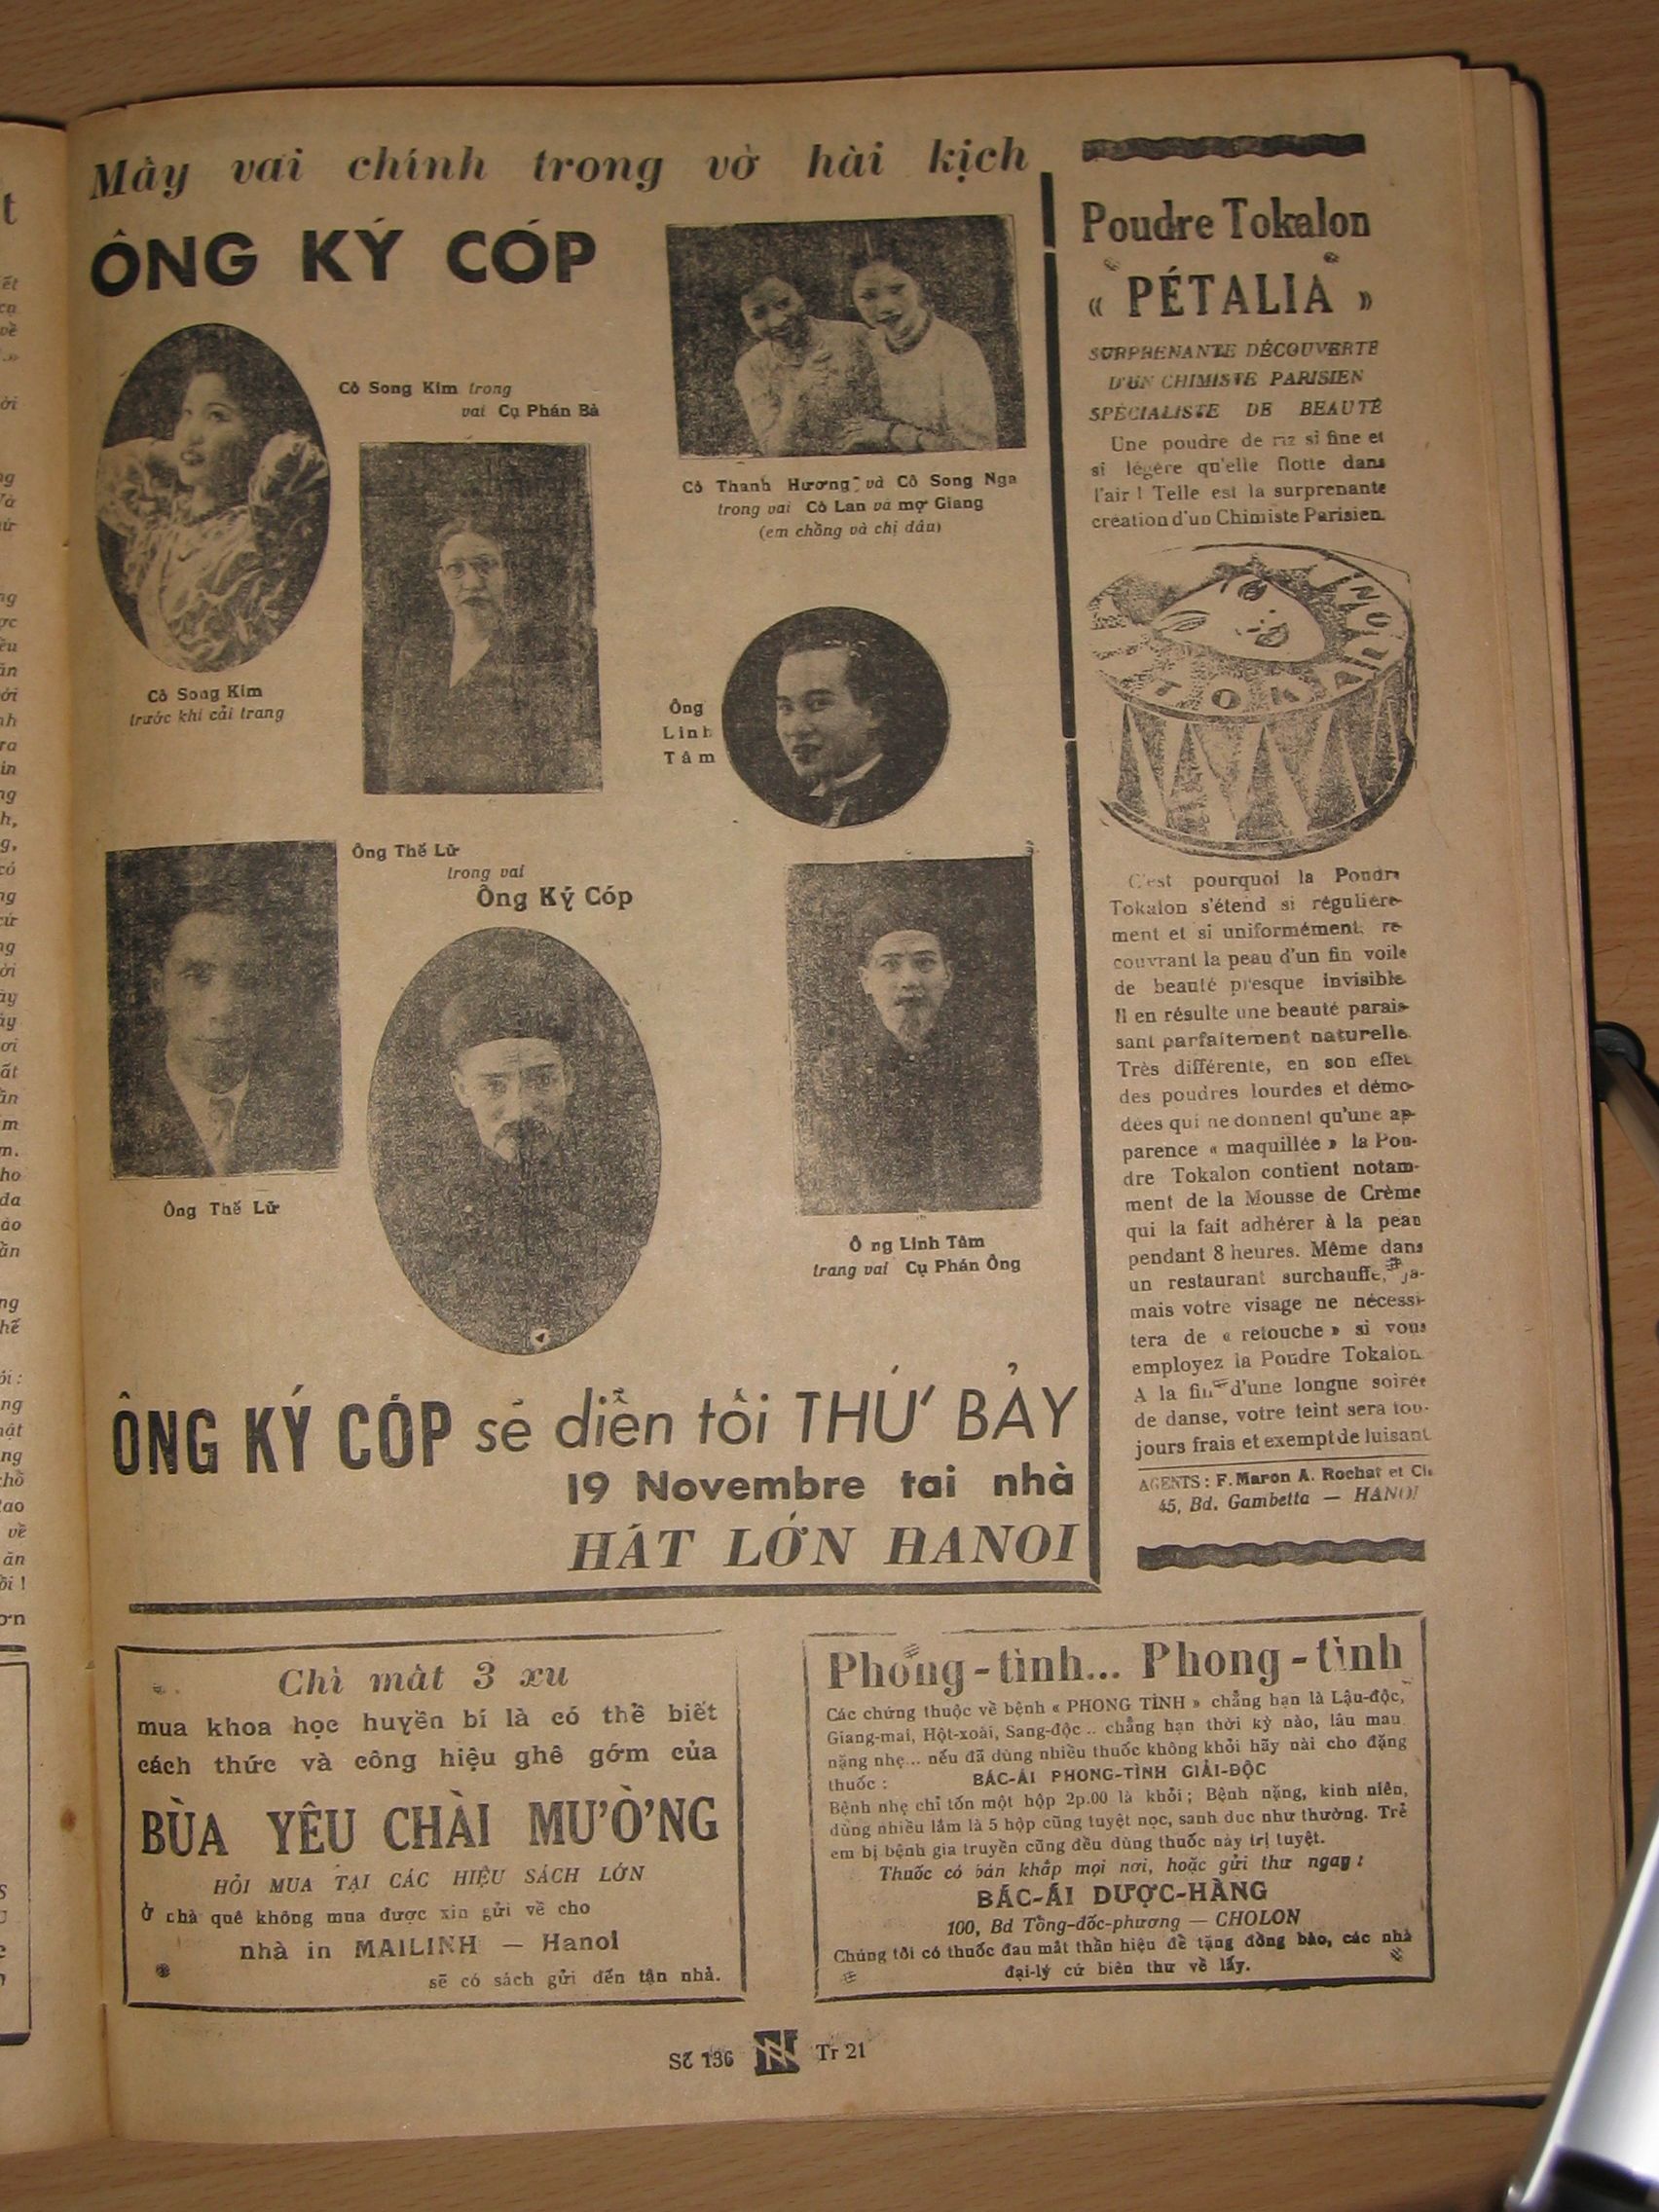 Mấy vai chính trong vở hài kịch
ÔNG KÝ CÓP
Cô Song Kim trong
vai Cụ Phán Bà
Cô Song Kim
trước khi cải trang
Cô Thanh Hương và Cô Song Nga
trong vai Cô Lan và mợ Giang
(em chồng và chị dâu)
Ông
Linh
Tâm
Ông Thế Lữ
trong vai
Ông Ký Cóp
Ông Thế Lữ
Ô ng Linh Tâm
trang vai Cụ Phán Ông
ÔNG KÝ CÓP sẽ diễn tối THỨ BẢY
19 Novembre tai nhà
HÁT LỚN HANOI
Poudre Tokalon
« PÉTALIA »
SURPRENANTE DÉCOUVERTE
D'UN CHIMISTE PARISIEN
SPÉCIALISTE DE BEAUTÉ
Une poudre de riz si fine et
si légère qu'elle flotte dans
l'air ! Telle est la surprenante
création d'un Chimiste Parisien.
TOKALON
C'est pourquoi la Poudre
Tokalon s'étend si régulière-
ment et si uniformément, re-
couvrant la peau d'un fin voile
de beauté presque invisible.
Il en résulte une beauté parais-
sant parfaitement naturelle.
Très différente, en son effet,
des poudres lourdes et démo-
dées qui ne donnent qu'une ap-
parence « maquillée » la Pou-
dre Tokalon contient notam-
ment de la Mousse de Crème
qui la fait adhérer à la peau
pendant 8 heures. Même dans
un restaurant surchauffé, ja-
mais votre visage ne nécessi-
tera de « retouche » si vous
employez la Poudre Tokalon.
A la fin d'une longue soirée
de danse, votre teint sera tou-
jours frais et exempt de luisant
AGENTS : F. Maron A. Rochat et Cie
45, Bd. Gambetta — HANOI
Chỉ mất 3 xu
mua khoa học huyền bí là có thể biết
cách thức và công hiệu ghê gớm của
BÙA YÊU CHÀI MƯỜNG
HỎI MUA TẠI CÁC HIỆU SÁCH LỚN
Ở nhà quê không mua được xin gửi về cho
nhà in MAILINH — Hanoi
sẽ có sách gửi đến tận nhà.
Phong-tình... Phong-tình
Các chứng thuộc về bệnh « PHONG TÌNH » chẳng hạn là Lậu-độc,
Giang-mai, Hột-xoài, Sang-độc .. chẳng hạn thời kỳ nào, lâu mau
nặng nhẹ... nếu đã dùng nhiều thuốc không khỏi hãy nài cho đặng
thuốc : BÁC-ÁI PHONG-TÌNH GIẢI-ĐỘC
Bệnh nhẹ chỉ tốn một hộp 2p.00 là khỏi ; Bệnh nặng, kinh niên,
dùng nhiều lắm là 5 hộp cũng tuyệt nọc, sanh dục như thường. Trẻ
em bị bệnh gia truyền cũng đều dùng thuốc này trị tuyệt.
Thuốc có bán khắp mọi nơi, hoặc gửi thư ngay :
BÁC-ÁI DƯỢC-HÀNG
100, Bd Tổng-đốc-phương — CHOLON
Chúng tôi có thuốc đau mắt thần hiệu để tặng đồng bào, các nhà
đại-lý cứ biên thư về lấy.
Số 136 NN Tr 21